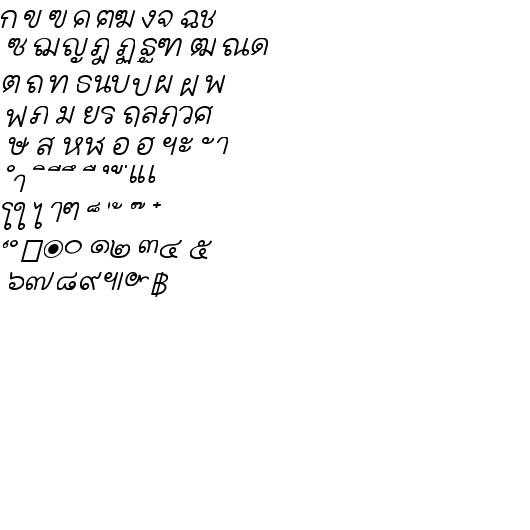 ก ข ฃ ค ฅ ฆ ง จ ฉ ช
ซ ฌ ญ ฎ ฏ ฐ ฑ ฒ ณ ด
ต ถ ท ธ น บ ป ผ ฝ พ
ฟ ภ ม ย ร ฤ ล ฦ ว ศ
ษ ส ห ฬ อ ฮ ฯ ะ ั า
ำ ิ ี ึ ื ุ ู ฺ เ แ
โ ใ ไ ๅ ๆ ็ ่ ้ ๊ ๋
์ ํ ๏ ๐ ๑ ๒ ๓ ๔ ๕
๖ ๗ ๘ ๙ ๚ ๛ ฿